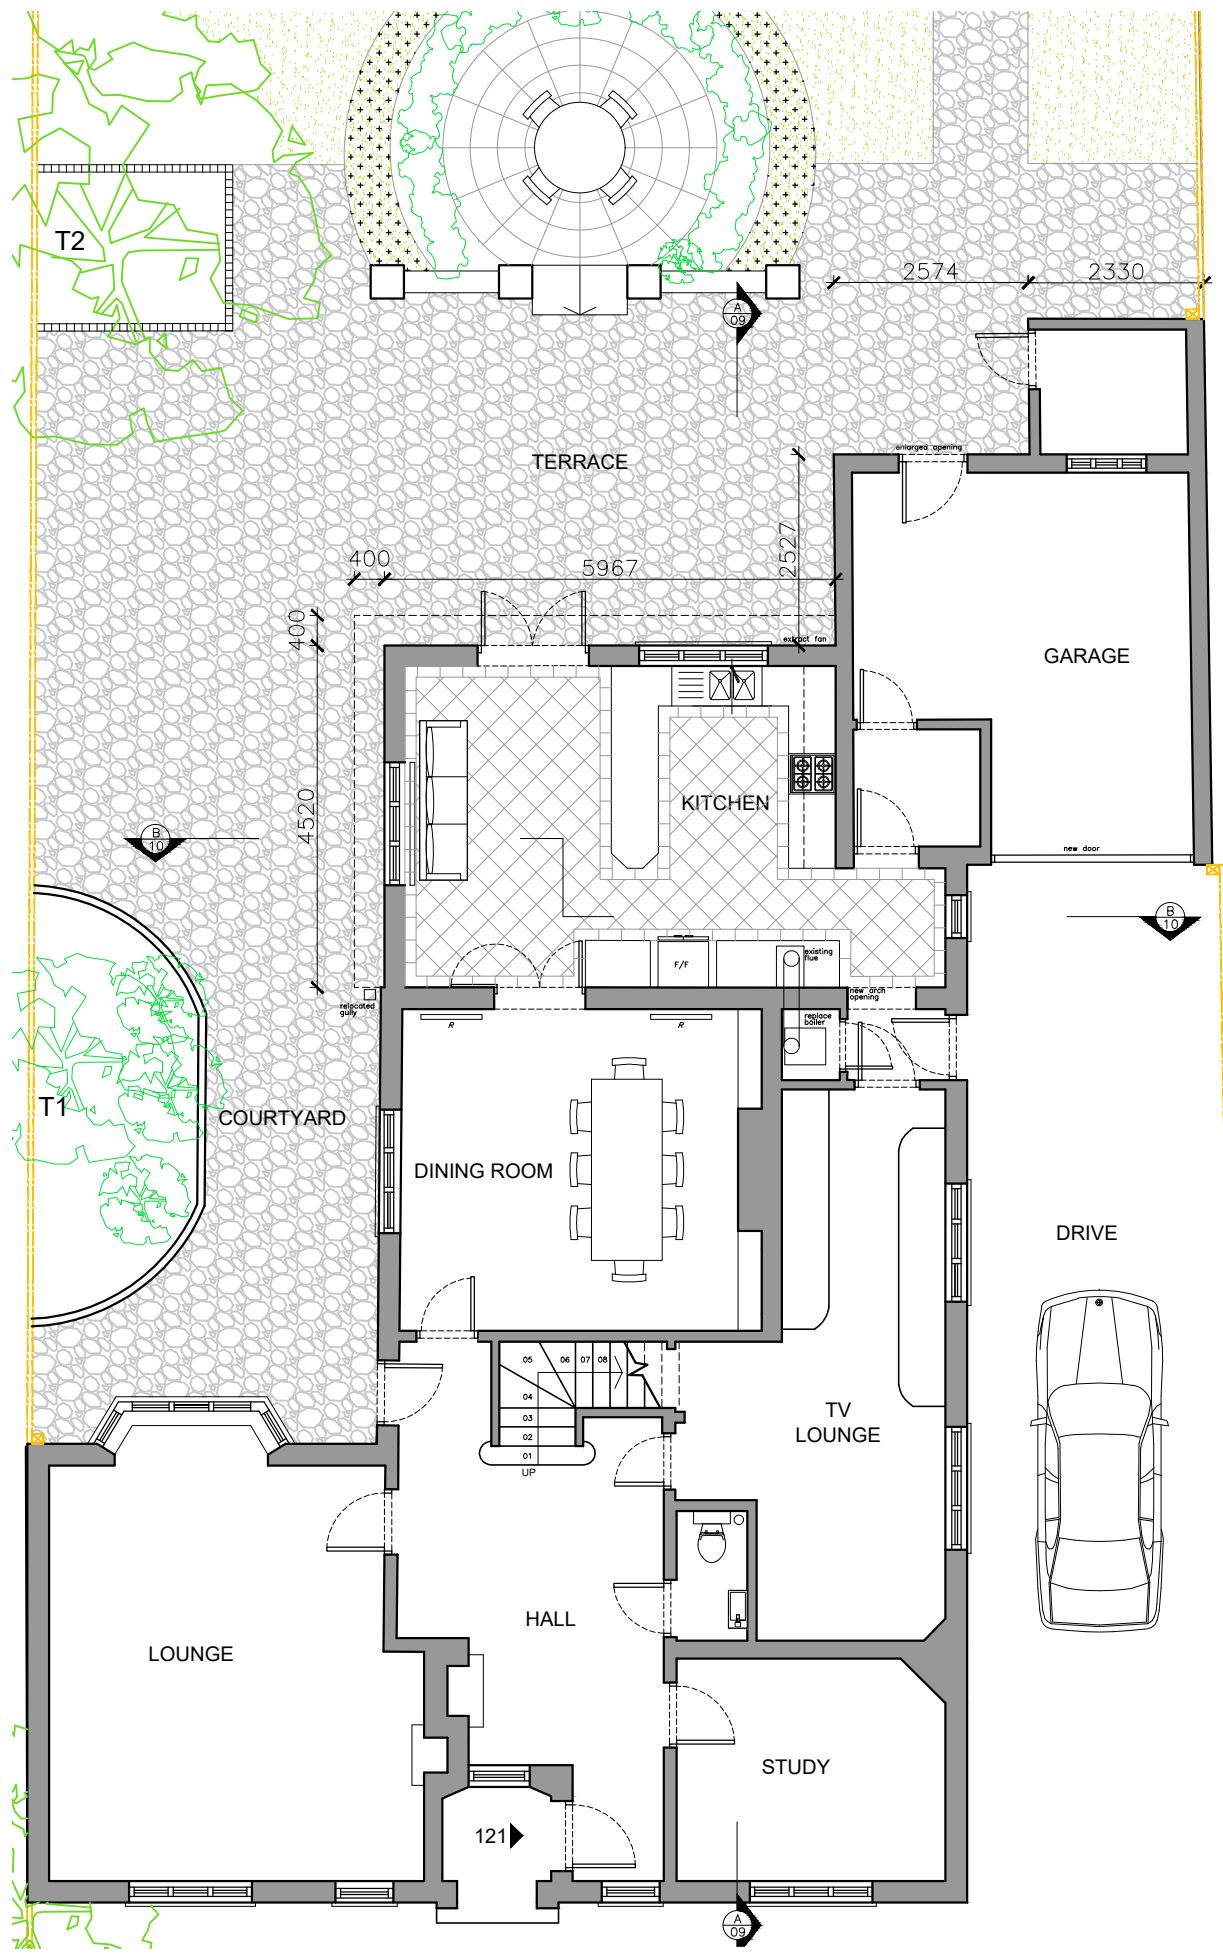 T2
2574
2330
A
09
enlarged opening
TERRACE
2527
400
5967
400
extract fan
GARAGE
4520
KITCHEN
B
10
new door
B
10
F/F
existing
flue
new arch
opening
relocated
gully
R
R
replace
boiler
T1
COURTYARD
DINING ROOM
DRIVE
05
06
07
08
04
03
02
01
UP
TV
LOUNGE
HALL
LOUNGE
STUDY
121
A
09